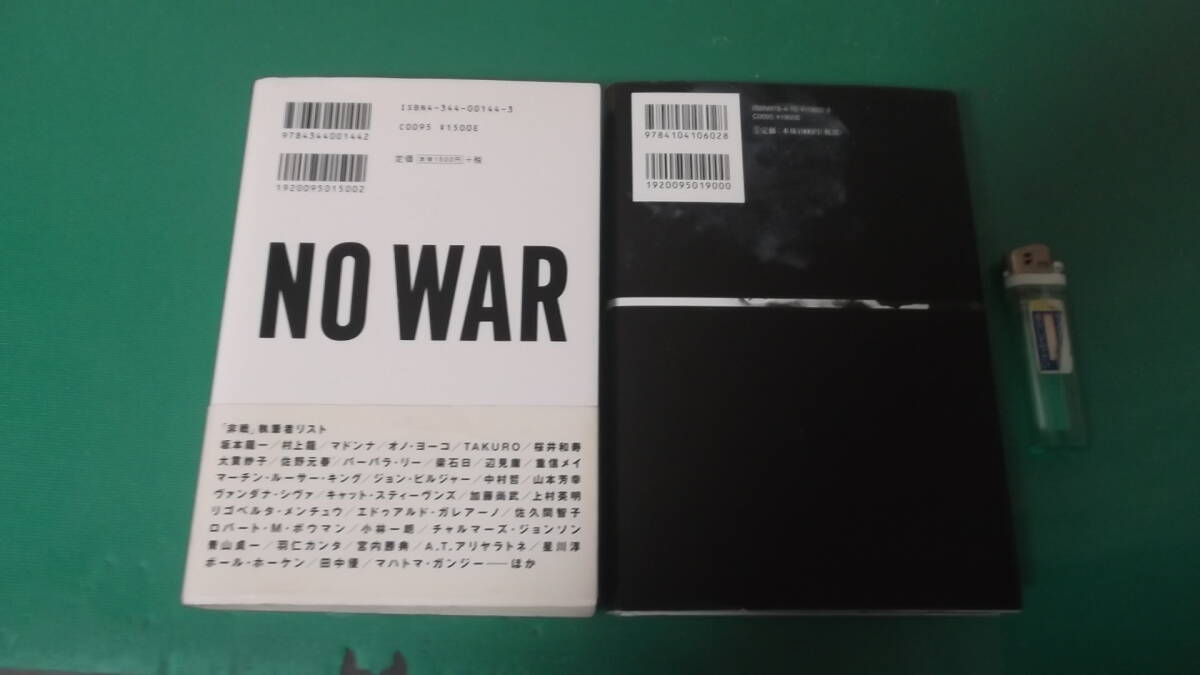 ISBN4-344-00144-3
9784344001442
C0095 ¥1500E
定価 本体1500円 +税
1920095015002
NO WAR
「非戦」執筆者リスト
坂本龍一/村上龍/マドンナ/オノ・ヨーコ/TAKURO/桜井和寿
大貫妙子/佐野元春/バーバラ・リー/梁石日/辺見庸/重信メイ
マーチン・ルーサー・キング/ジョン・ピルジャー/中村哲/山本芳幸
ヴァンダナ・シヴァ/キャット・スティーヴンズ/加藤尚武/上村英明
リゴベルタ・メンチュウ/エドゥアルド・ガレアーノ/佐久間智子
ロバート・M・ボウマン/小林一朗/チャルマーズ・ジョンソン
青山貞一/羽仁カンタ/宮内勝典/A.T.アリヤラトネ/星川淳
ポール・ホーケン/田中優/マハトマ・ガンジー──ほか
9784104106028
C0095 ¥1900E
1920095019000